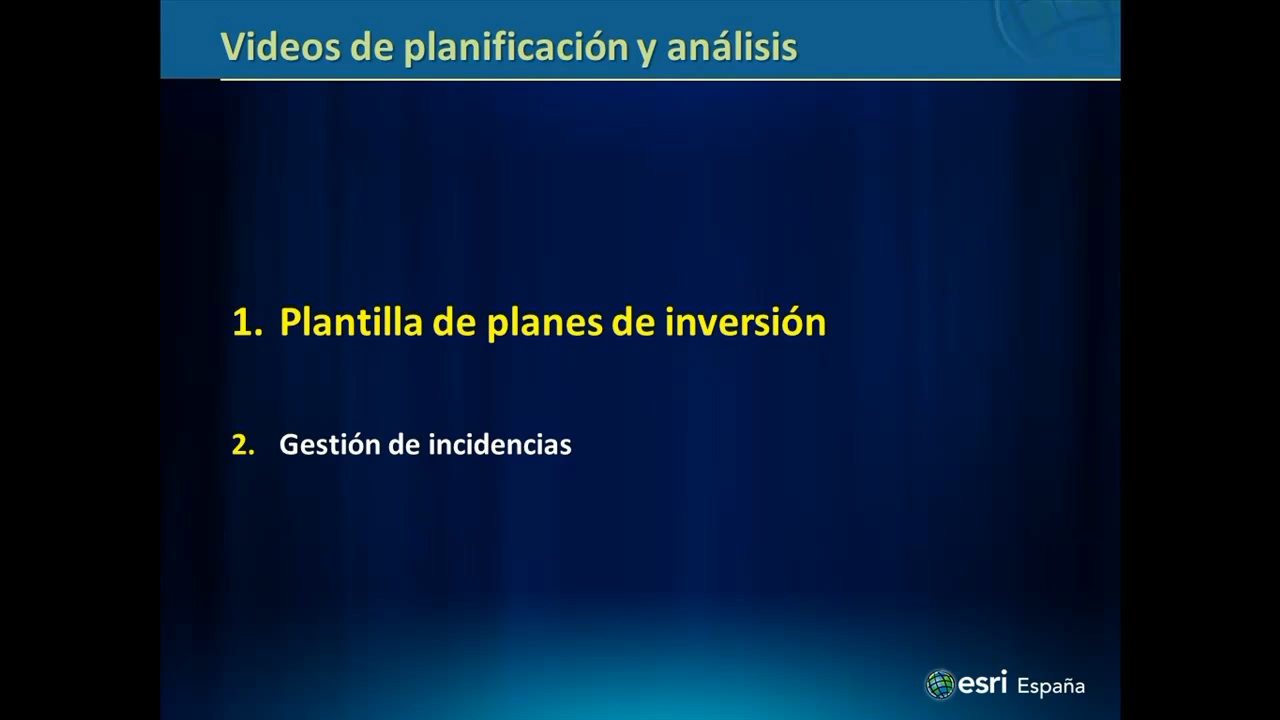 Videos de planificación y análisis
1. Plantilla de planes de inversión
2. Gestión de incidencias
esri España